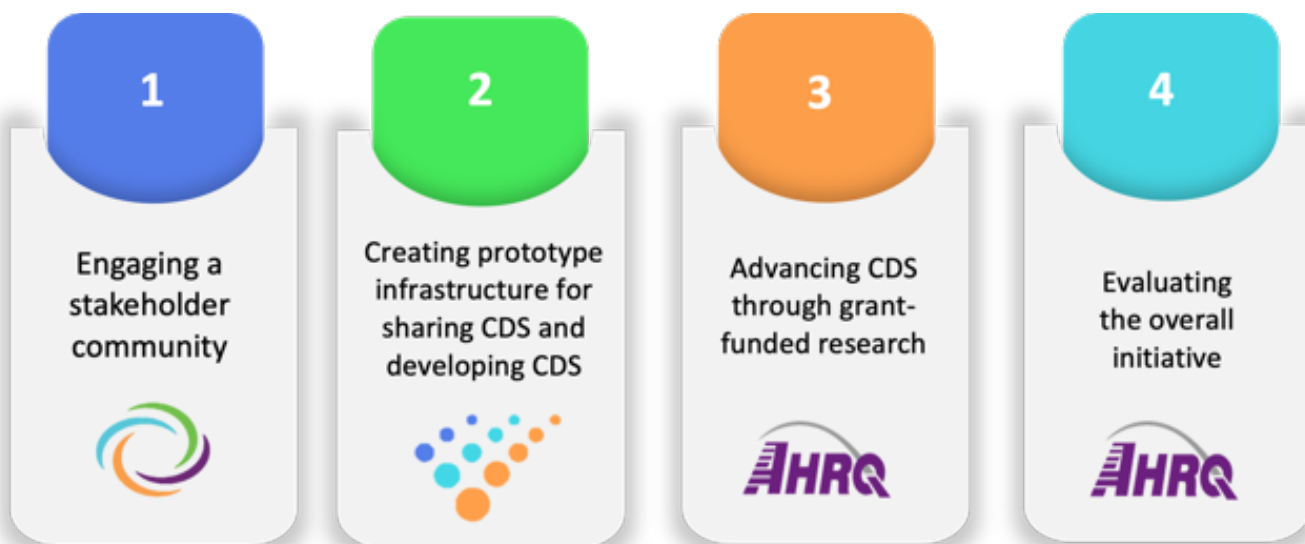 1
Engaging a
stakeholder
community
2
Creating prototype
infrastructure for
sharing CDS and
developing CDS
3
Advancing CDS
through grant-
funded research
AHRQ
4
Evaluating
the overall
initiative
AHRQ